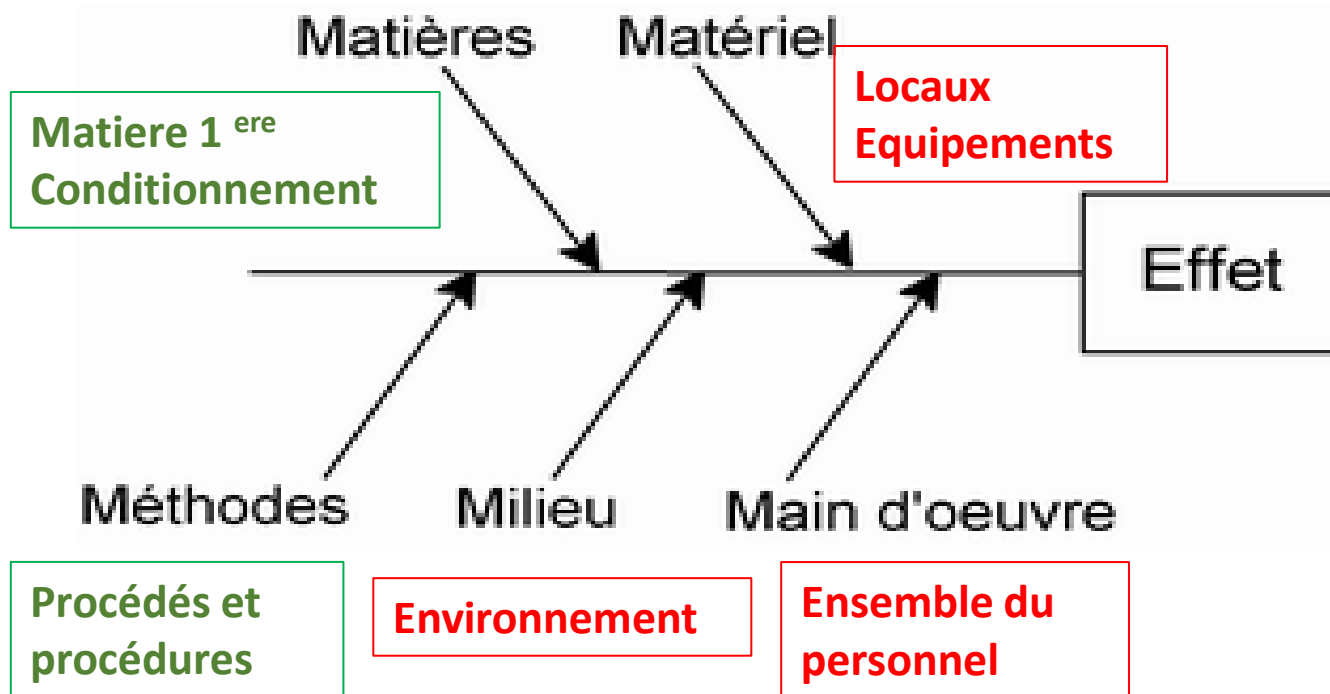 Matières
Matériel
Locaux
Equipements
Matiere 1 ere
Conditionnement
Effet
Méthodes
Milieu
Main d'oeuvre
Procédés et
procédures
Environnement
Ensemble du
personnel